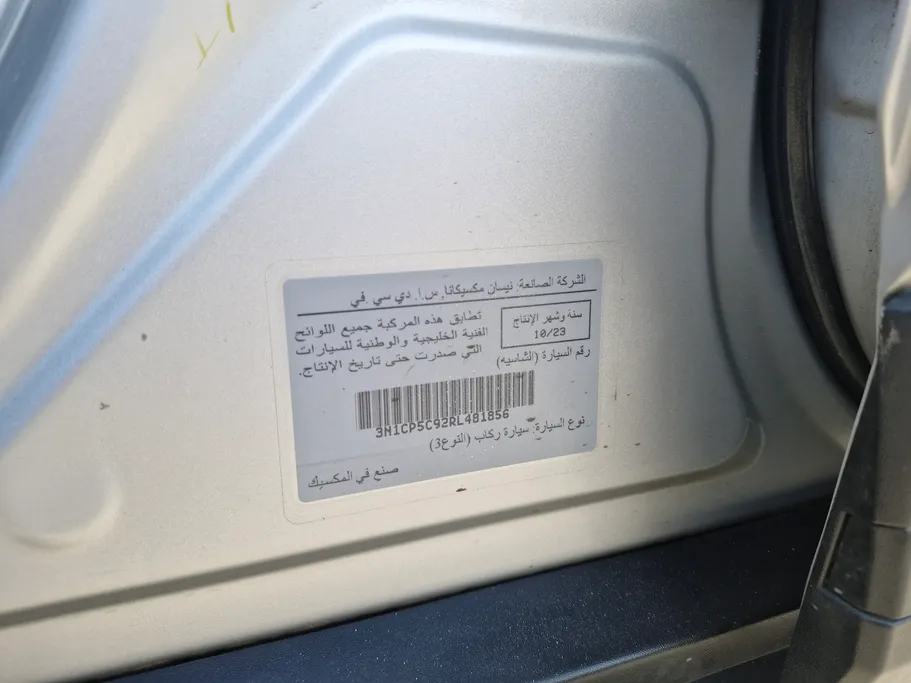 الشركة الصانعة: نيسان مكسيكانا, س.ا. دي سي. في
سنة وشهر الإنتاج
10/23
تطابق هذه المركبة جميع اللوائح
الفنية الخليجية والوطنية للسيارات
التي صدرت حتى تاريخ الإنتاج.
رقم السيارة (الشاسيه)
3N1CP5C92RL481856
نوع السيارة: سيارة ركاب (النوع3)
صنع في المكسيك